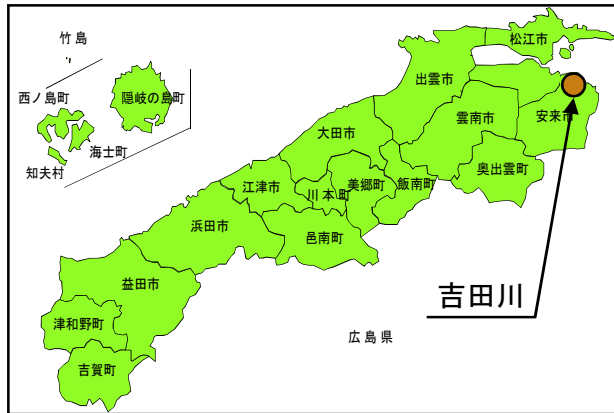 竹島
松江市
出雲市
西ノ島町
隠岐の島町
安来市
雲南市
大田市
海士町
知夫村
奥出雲町
江津市
美郷町
飯南町
川本町
浜田市
邑南町
益田市
吉田川
津和野町
広島県
吉賀町